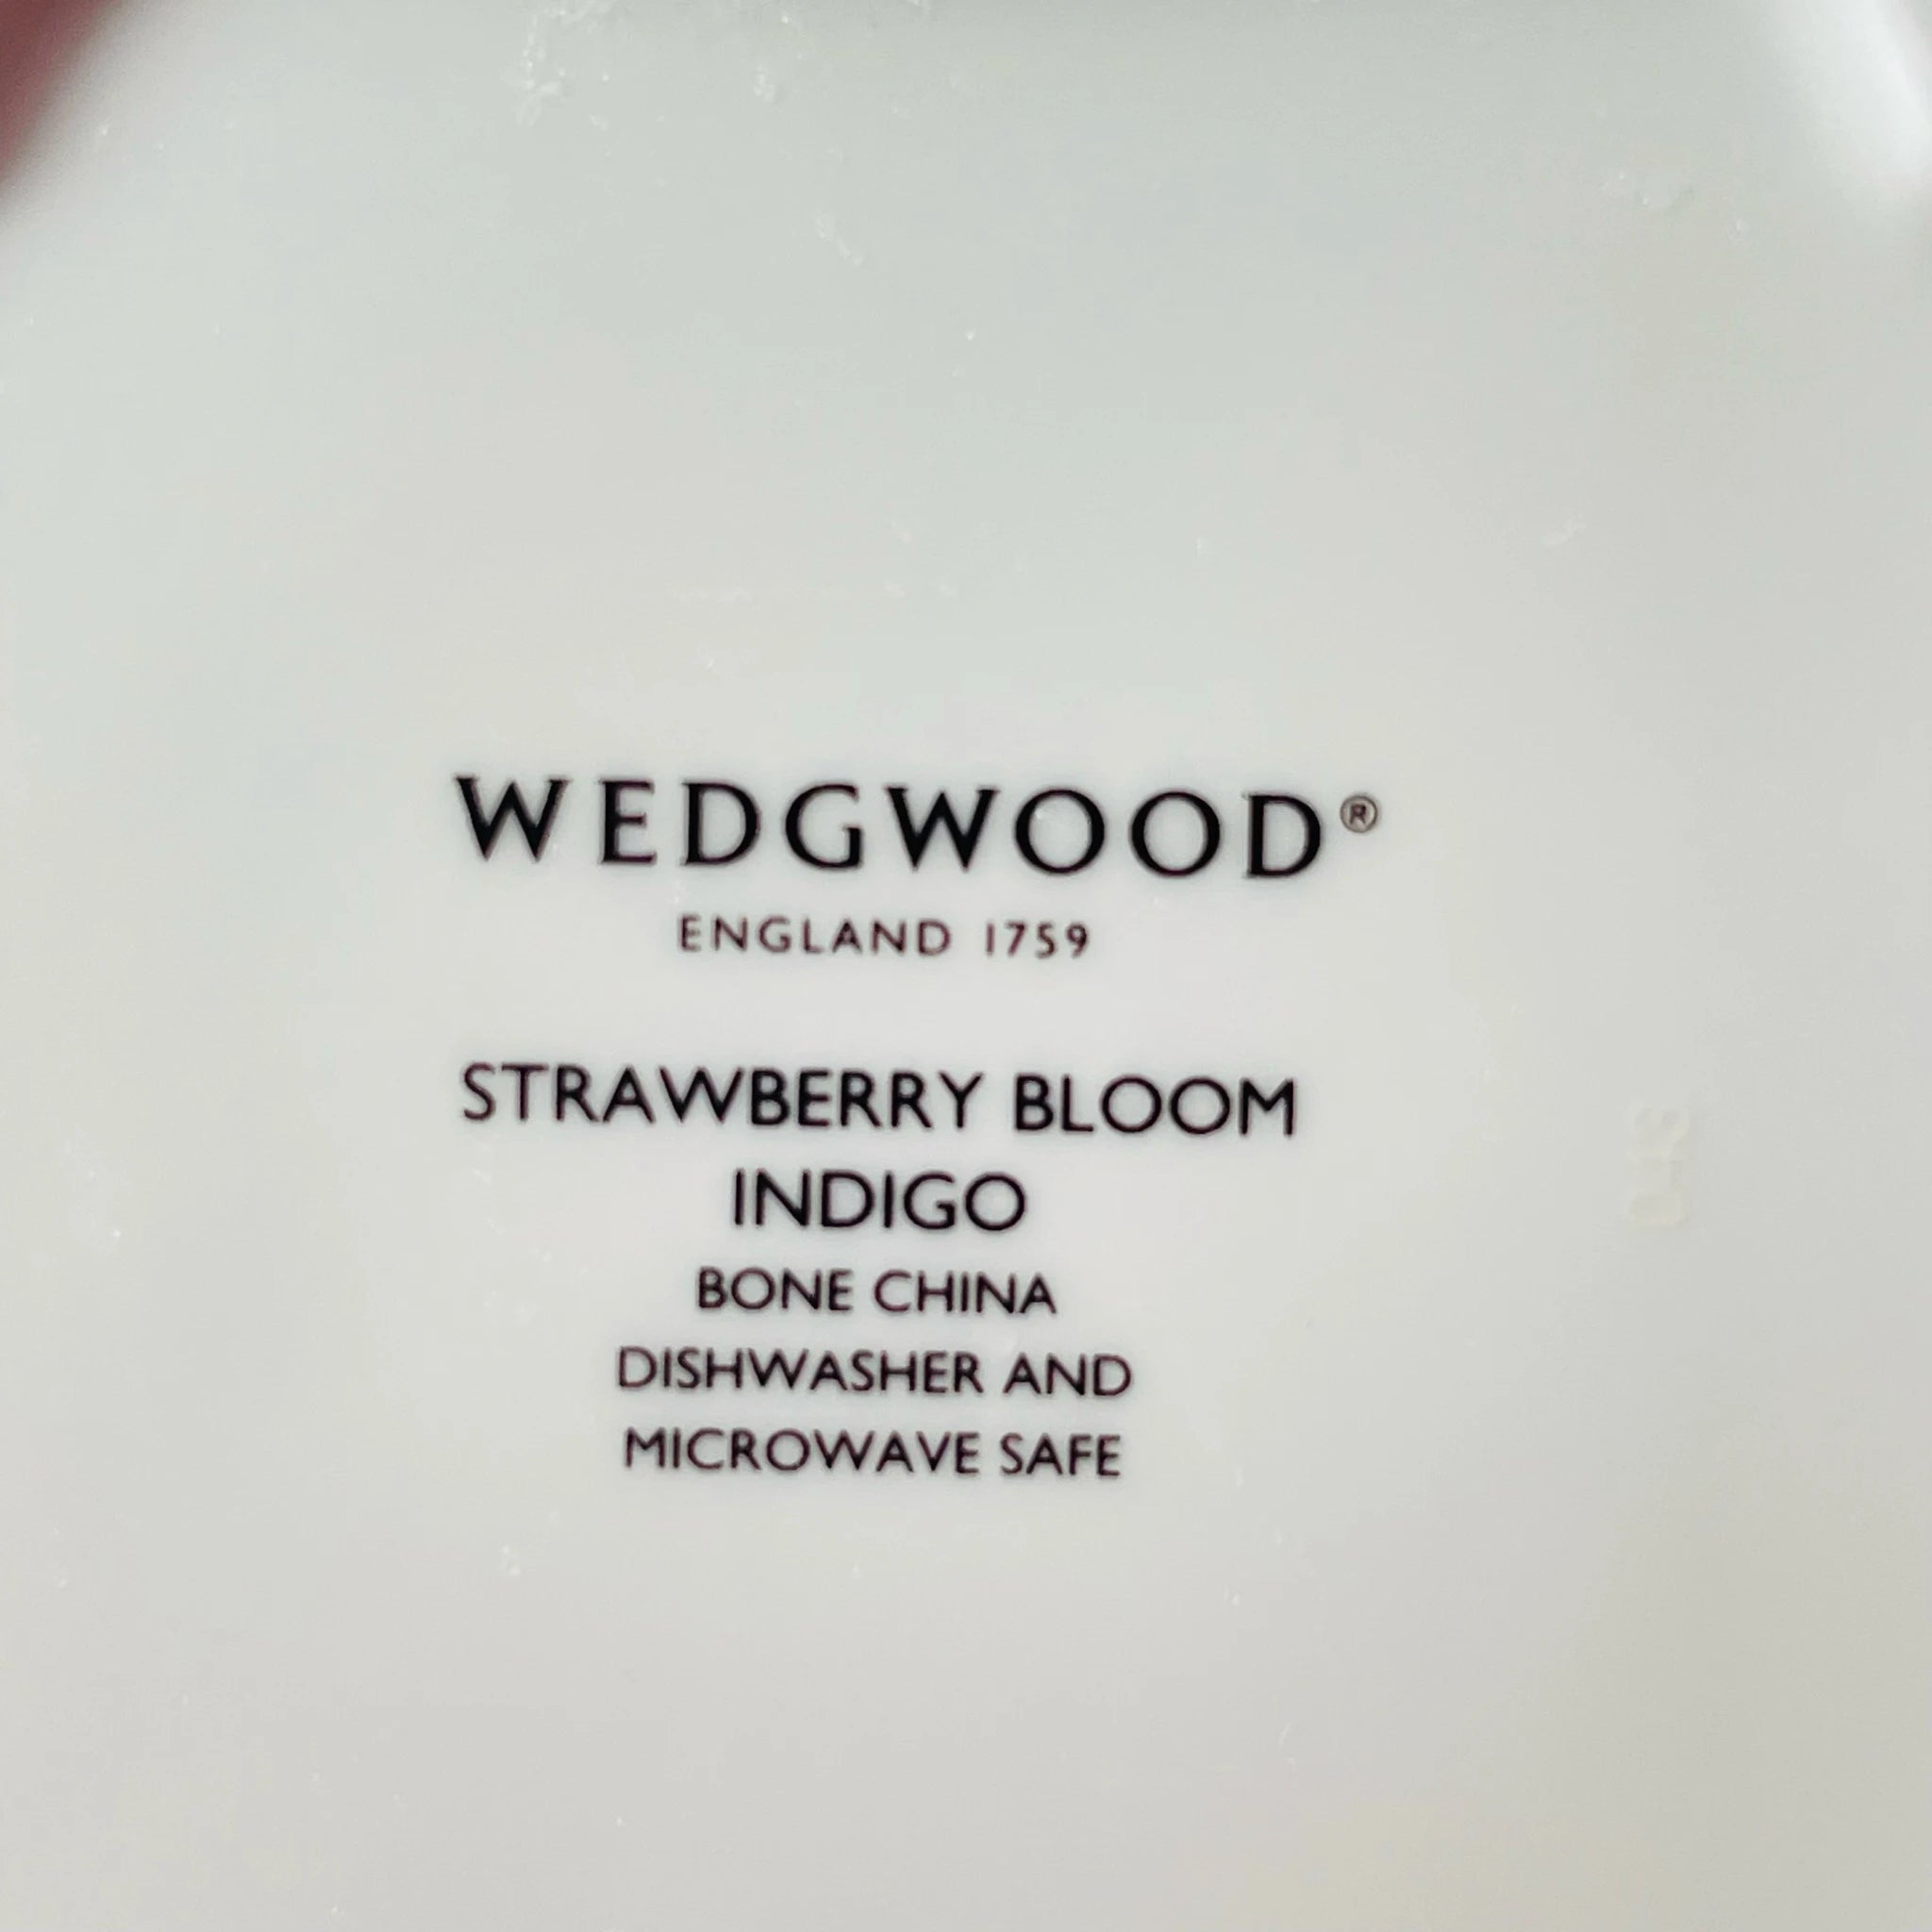 WEDGWOOD®
ENGLAND 1759
STRAWBERRY BLOOM
INDIGO
BONE CHINA
DISHWASHER AND
MICROWAVE SAFE